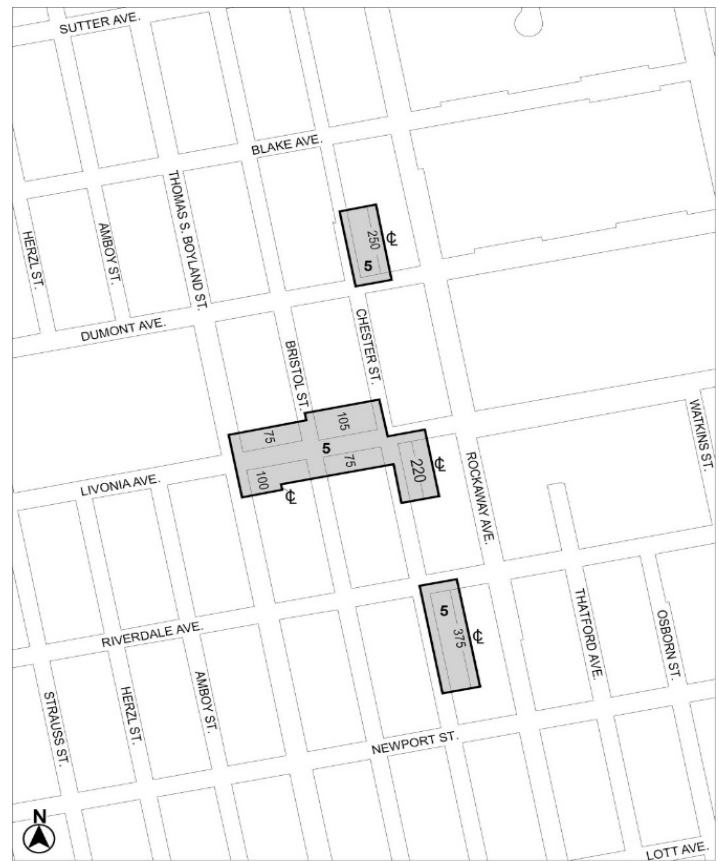 SUTTER AVE.
BLAKE AVE.
THOMAS S. BOYLAND ST.
AMBOY ST.
HERZL ST.
250
℄
5
DUMONT AVE.
CHESTER ST.
BRISTOL ST.
75
105
5
75
100
℄
220
℄
WATKINS ST.
ROCKAWAY AVE.
LIVONIA AVE.
5
375
℄
THATFORD AVE.
OSBORN ST.
RIVERDALE AVE.
STRAUSS ST.
HERZL ST.
AMBOY ST.
NEWPORT ST.
N
LOTT AVE.